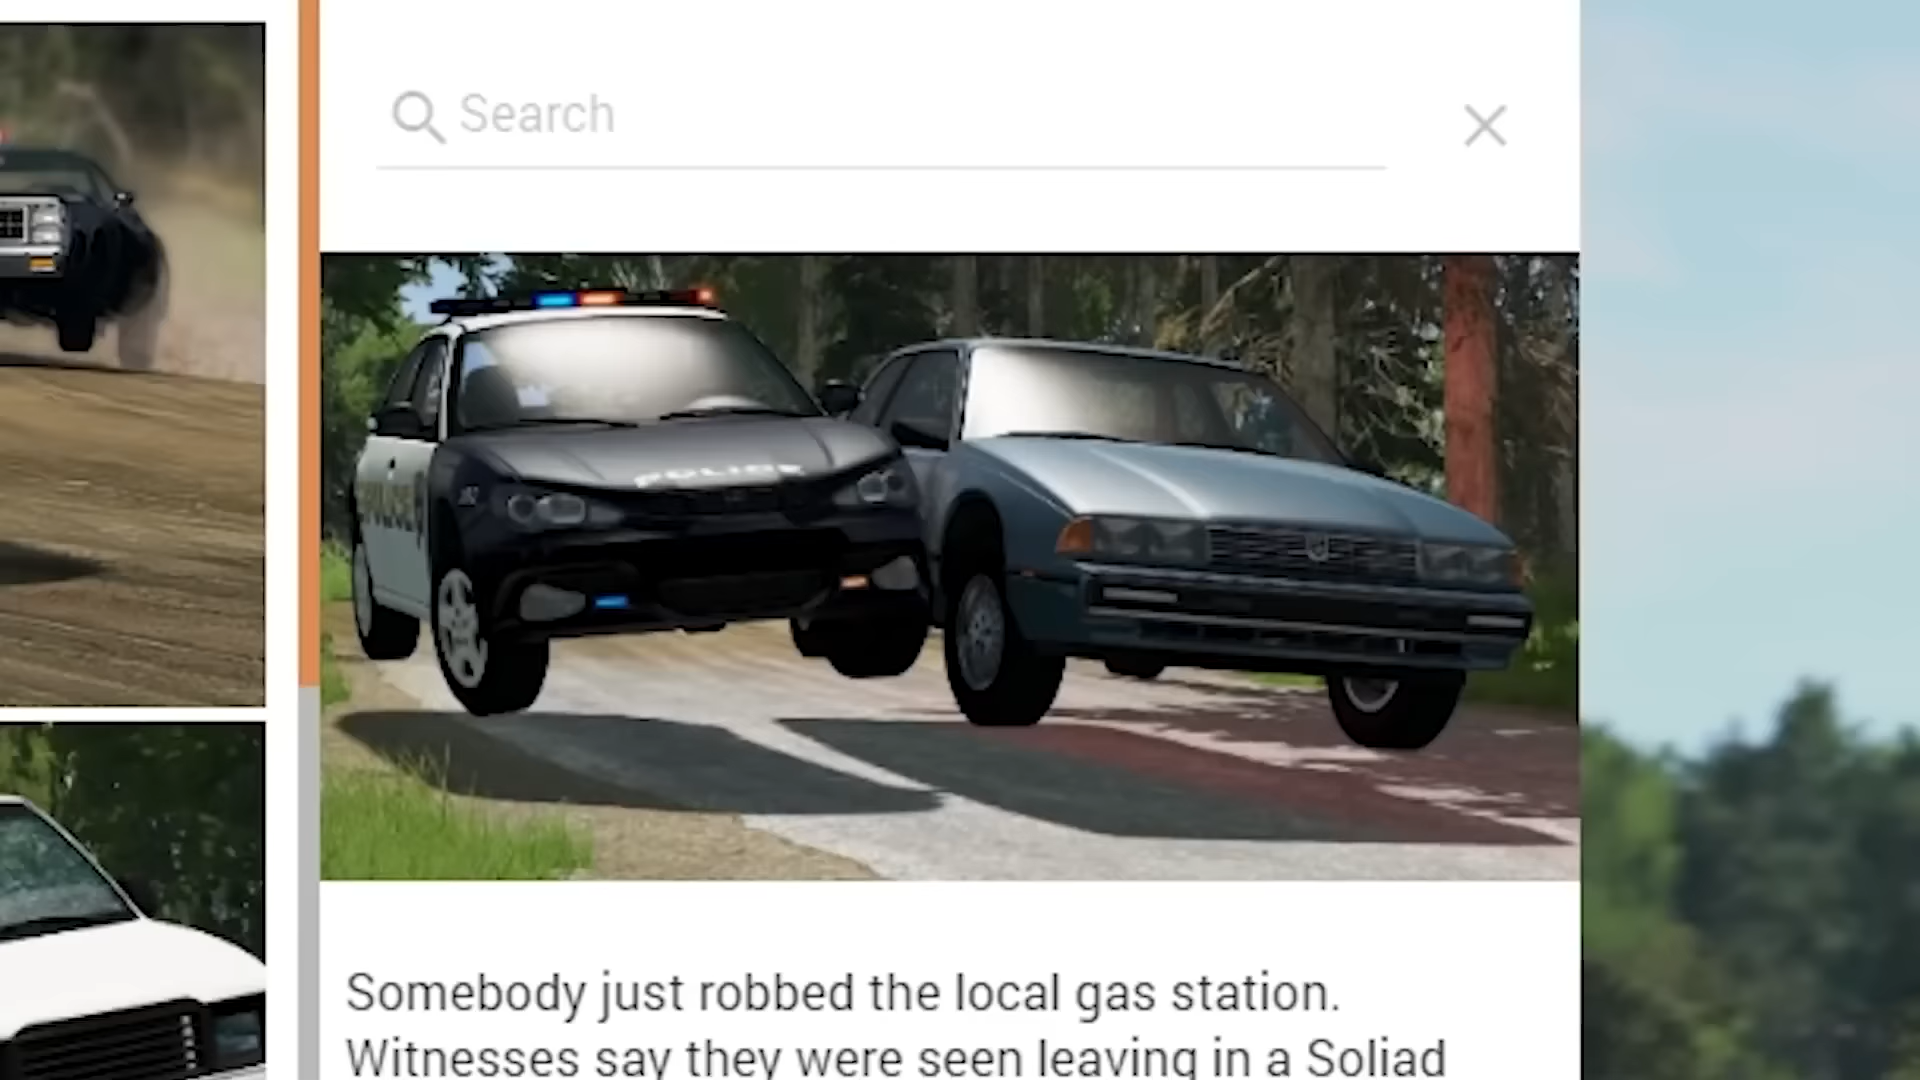 Search
POLICE
Somebody just robbed the local gas station.
Witnesses say they were seen leaving in a Soliad